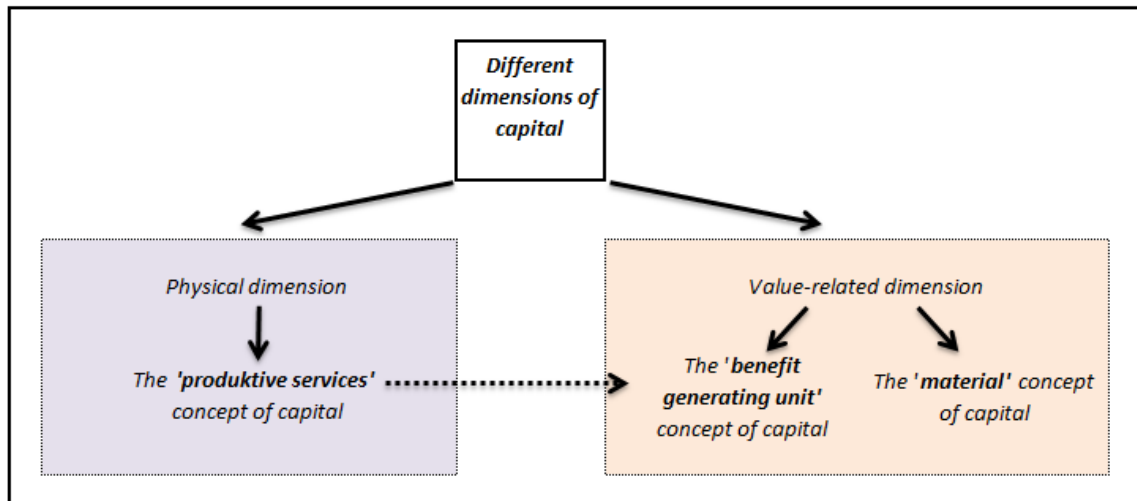 Different
dimensions of
capital
Physical dimension
The 'produktive services'
concept of capital
Value-related dimension
The 'benefit
generating unit'
concept of capital
The 'material' concept
of capital